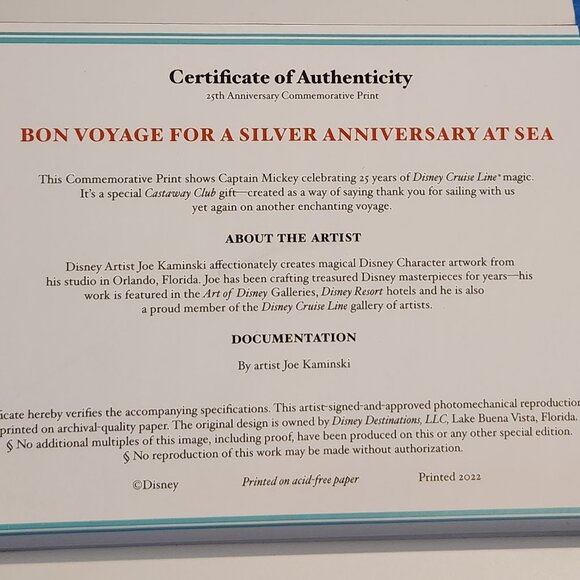 Certificate of Authenticity
25th Anniversary Commemorative Print
BON VOYAGE FOR A SILVER ANNIVERSARY AT SEA
This Commemorative Print shows Captain Mickey celebrating 25 years of Disney Cruise Line® magic.
It's a special Castaway Club gift—created as a way of saying thank you for sailing with us
yet again on another enchanting voyage.
ABOUT THE ARTIST
Disney Artist Joe Kaminski affectionately creates magical Disney Character artwork from
his studio in Orlando, Florida. Joe has been crafting treasured Disney masterpieces for years—his
work is featured in the Art of Disney Galleries, Disney Resort hotels and he is also
a proud member of the Disney Cruise Line gallery of artists.
DOCUMENTATION
By artist Joe Kaminski
ficate hereby verifies the accompanying specifications. This artist-signed-and-approved photomechanical reproduction
printed on archival-quality paper. The original design is owned by Disney Destinations, LLC, Lake Buena Vista, Florida.
§ No additional multiples of this image, including proof, have been produced on this or any other special edition.
§ No reproduction of this work may be made without authorization.
©Disney Printed on acid-free paper Printed 2022